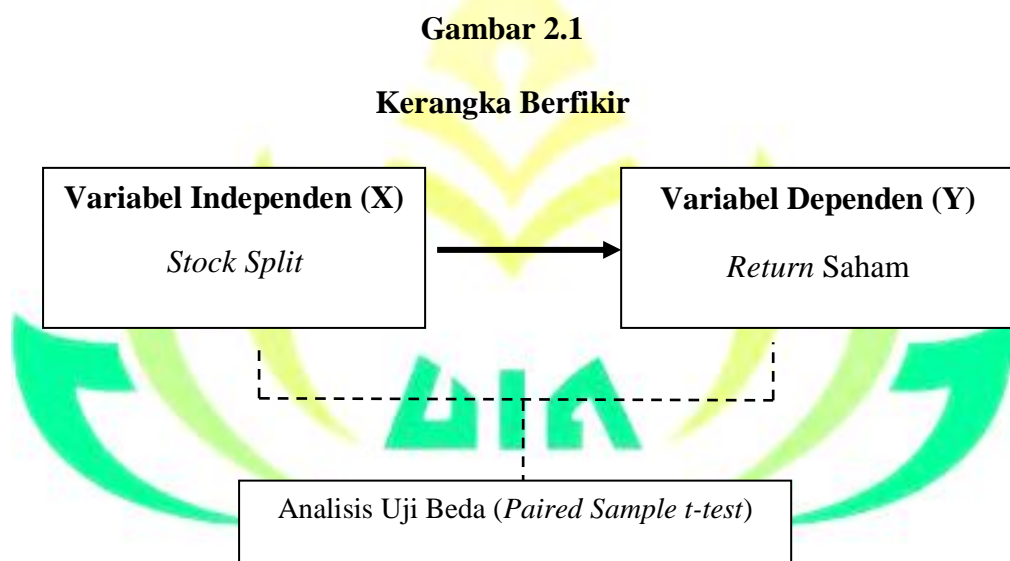 Gambar 2.1
Kerangka Berfikir
Variabel Independen (X)
Stock Split
Variabel Dependen (Y)
Return Saham
Analisis Uji Beda (Paired Sample t-test)